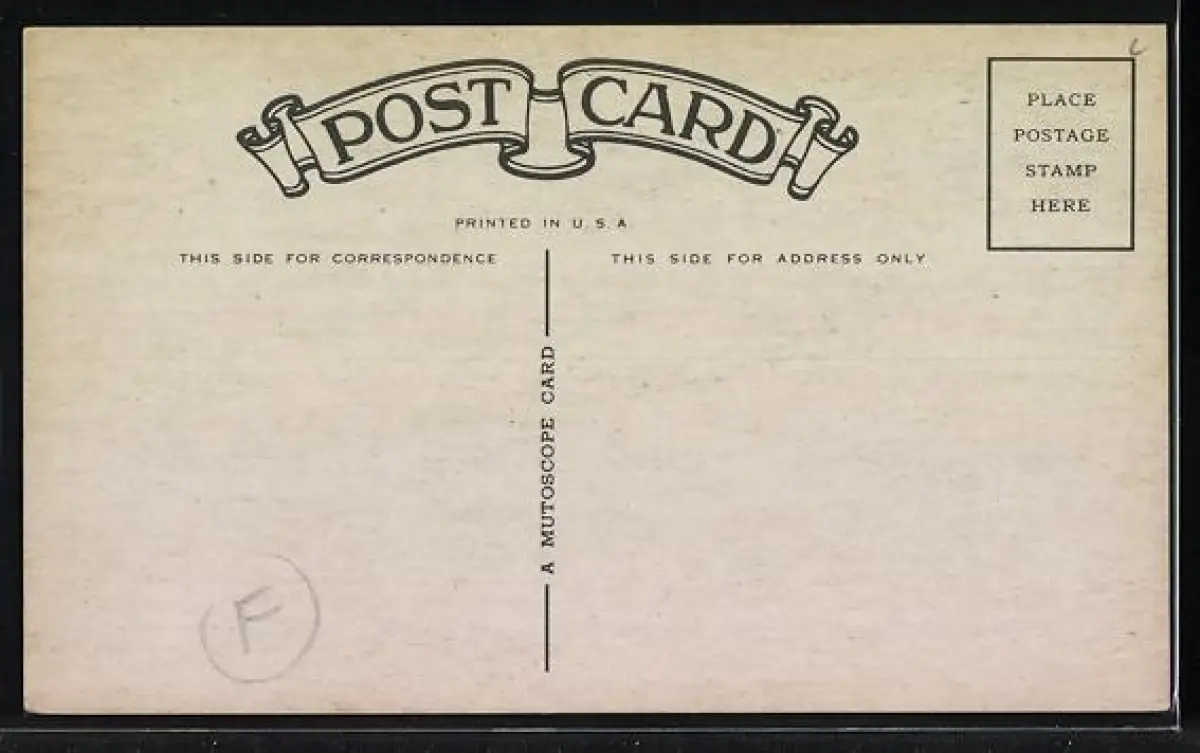 POST CARD
PLACE
POSTAGE
STAMP
HERE
PRINTED IN U. S. A.
THIS SIDE FOR CORRESPONDENCE
THIS SIDE FOR ADDRESS ONLY
A MUTOSCOPE CARD
F